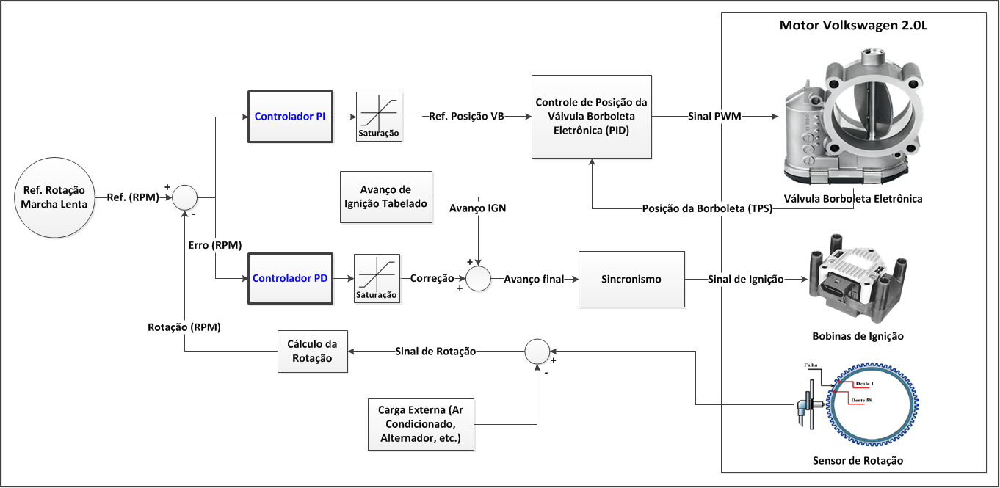 Motor Volkswagen 2.0L
Controlador PI
Saturação
Ref. Posição VB
Controle de Posição da
Válvula Borboleta
Eletrônica (PID)
Sinal PWM
Válvula Borboleta Eletrônica
Ref. Rotação
Marcha Lenta
Ref. (RPM)
+
-
Erro (RPM)
Avanço de
Ignição Tabelado
Avanço IGN
Posição da Borboleta (TPS)
Controlador PD
Saturação
Correção
+
+
Avanço final
Sincronismo
Sinal de Ignição
Bobinas de Ignição
Rotação (RPM)
Cálculo da
Rotação
Sinal de Rotação
+
-
Carga Externa (Ar
Condicionado,
Alternador, etc.)
Falha
Dente 1
Dente 58
Sensor de Rotação